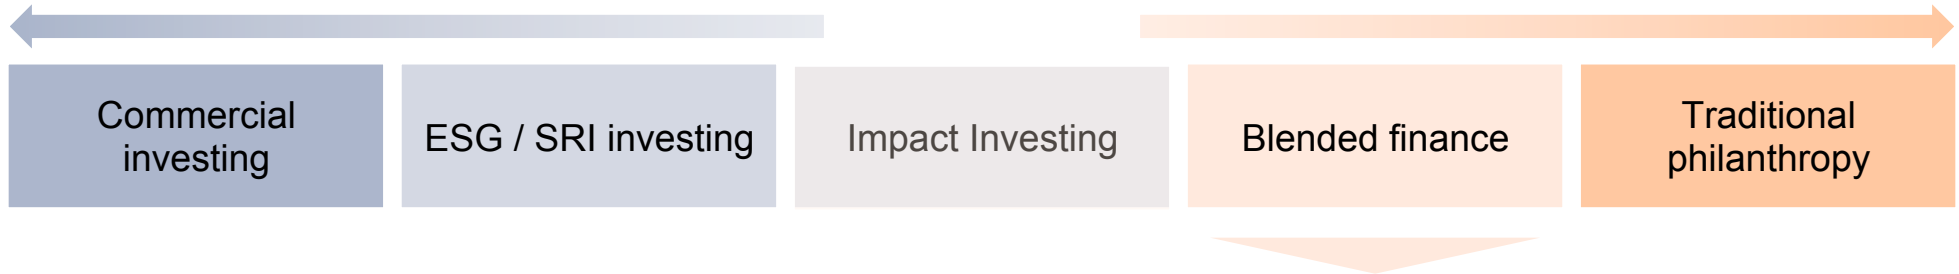 Commercial
investing
ESG / SRI investing
Impact Investing
Blended finance
Traditional
philanthropy